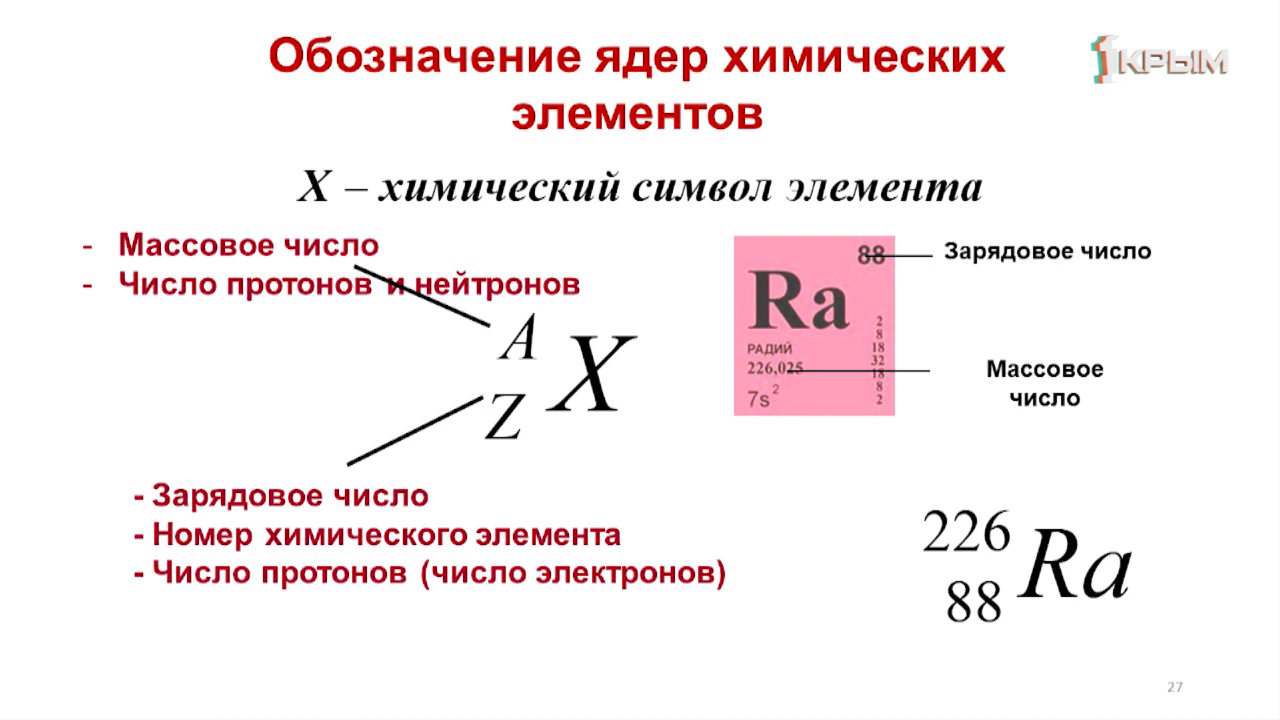 Обозначение ядер химических
элементов
1КРЫМ
X – химический символ элемента
- Массовое число
- Число протонов и нейтронов
A
Z
X
- Зарядовое число
- Номер химического элемента
- Число протонов (число электронов)
88
Ra
РАДИЙ
226,025
7s²
2
8
18
32
18
8
2
Зарядовое число
Массовое
число
226
88
Ra
27